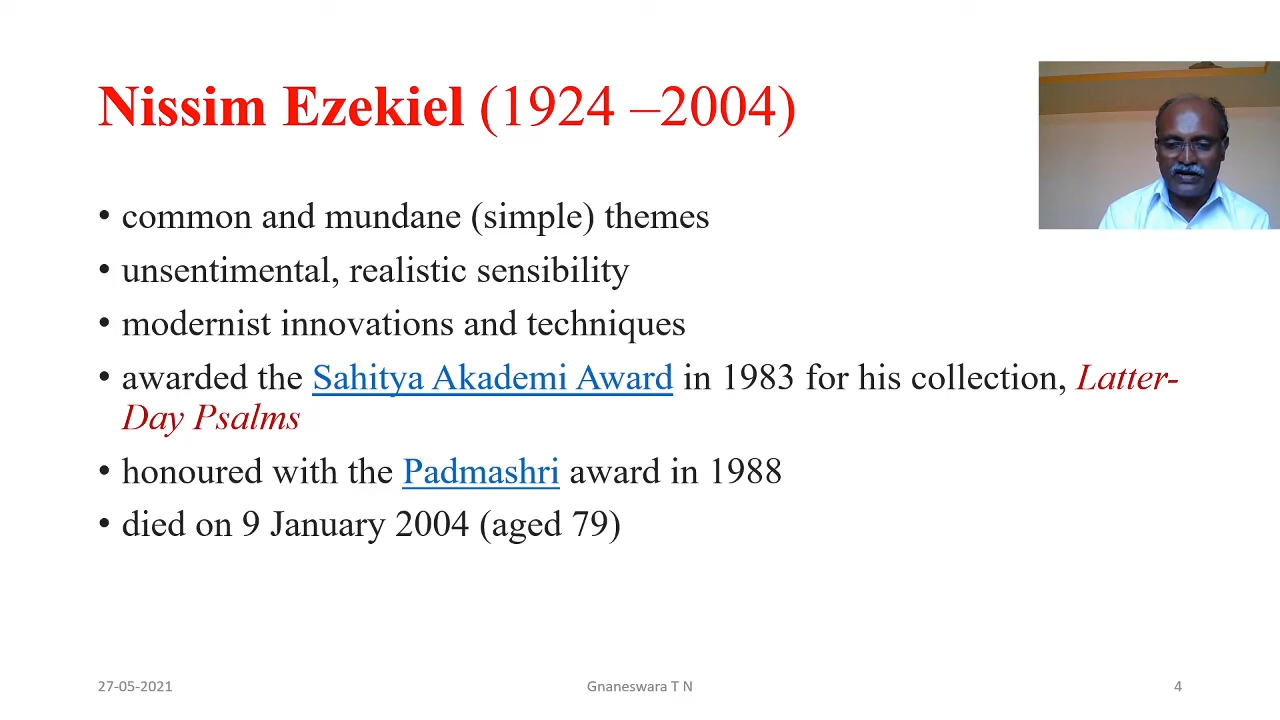 Nissim Ezekiel (1924 –2004)
• common and mundane (simple) themes
• unsentimental, realistic sensibility
• modernist innovations and techniques
• awarded the Sahitya Akademi Award in 1983 for his collection, Latter-
Day Psalms
• honoured with the Padmashri award in 1988
• died on 9 January 2004 (aged 79)
27-05-2021
Gnaneswara T N
4